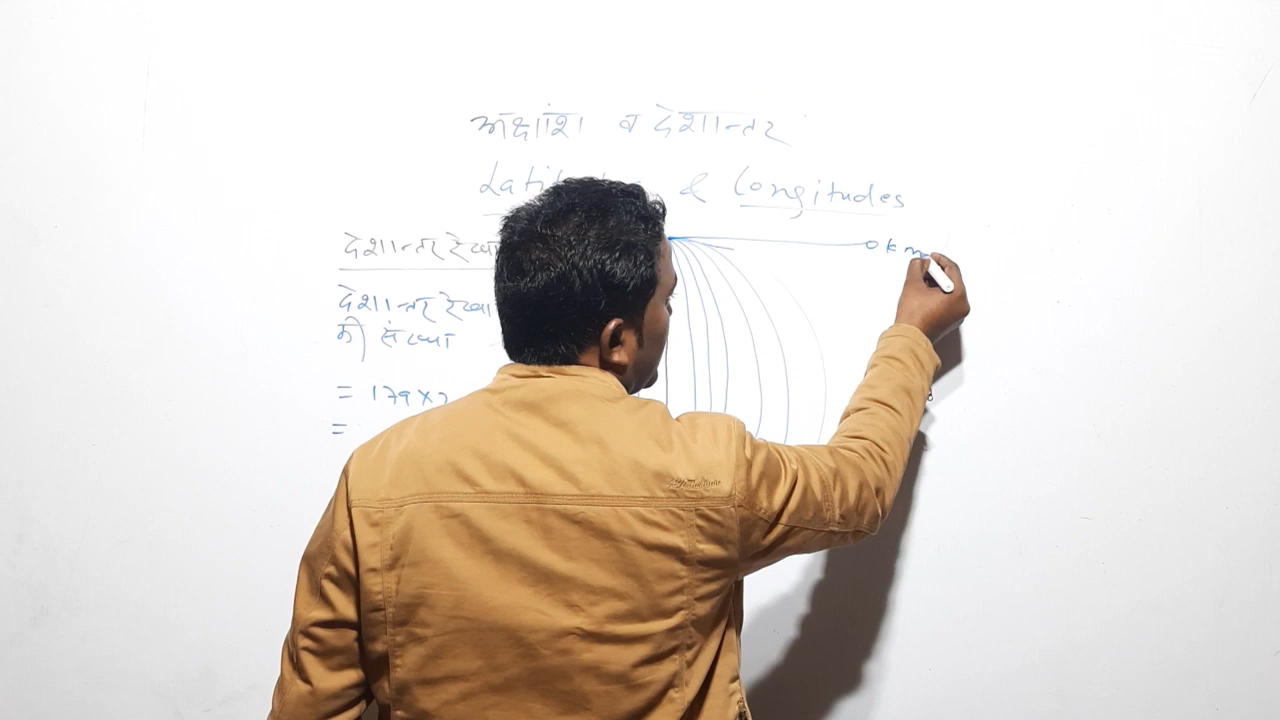 अक्षांश व देशान्तर
& Longitudes
देशान्तर रेखा
0 km
देशान्तर रेखा
की संख्या
= 179×2
=